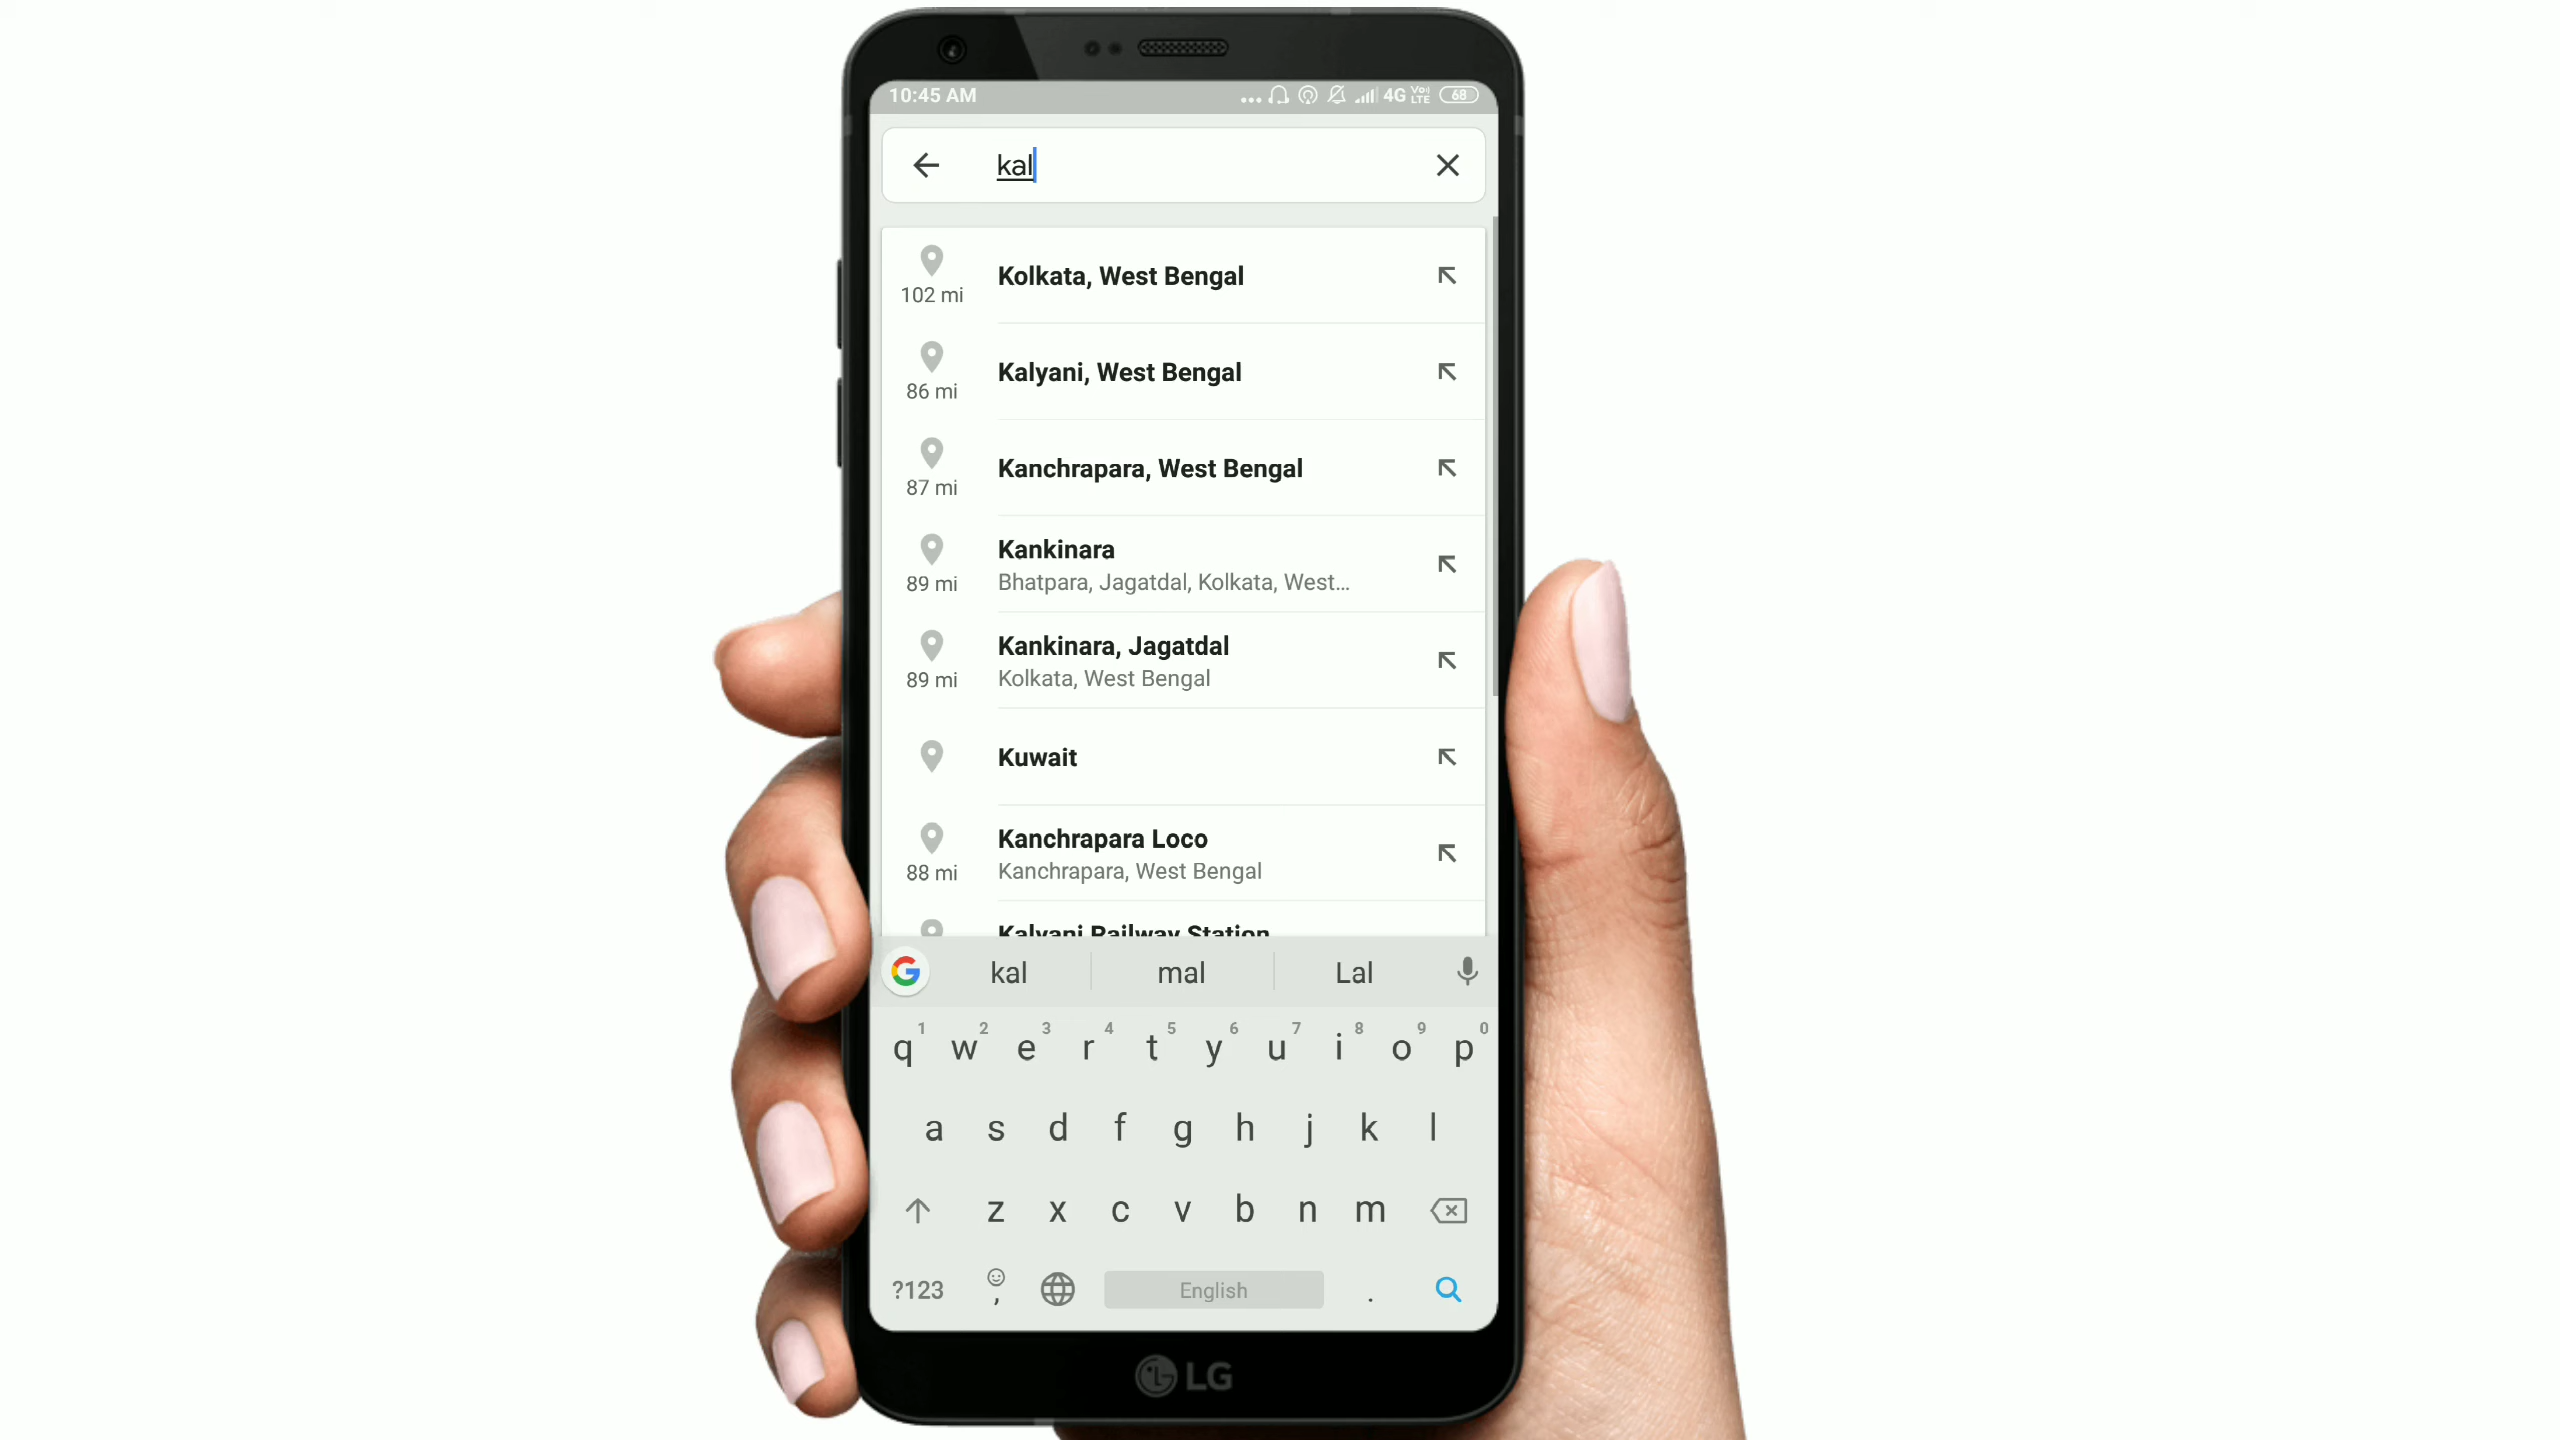 10:45 AM
4G Vo) LTE 68
kal
Kolkata, West Bengal
102 mi
Kalyani, West Bengal
86 mi
Kanchrapara, West Bengal
87 mi
Kankinara
Bhatpara, Jagatdal, Kolkata, West...
89 mi
Kankinara, Jagatdal
Kolkata, West Bengal
89 mi
Kuwait
Kanchrapara Loco
Kanchrapara, West Bengal
88 mi
Kalyani Railway Station
kal mal Lal
1 2 3 4 5 6 7 8 9 0
q w e r t y u i o p
a s d f g h j k l
z x c v b n m
?123 , English .
LG